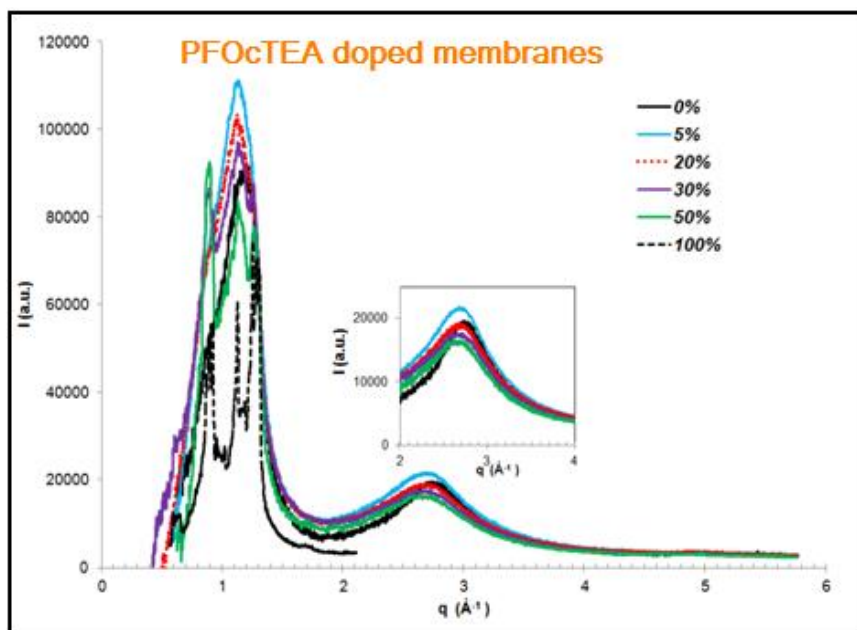 PFOcTEA doped membranes
120000
100000
80000
60000
40000
20000
0
I (a.u.)
0%
5%
20%
30%
50%
100%
20000
10000
0
I (a.u.)
2 3 4
q (Å-1)
0 1 2 3 4 5 6
q (Å-1)